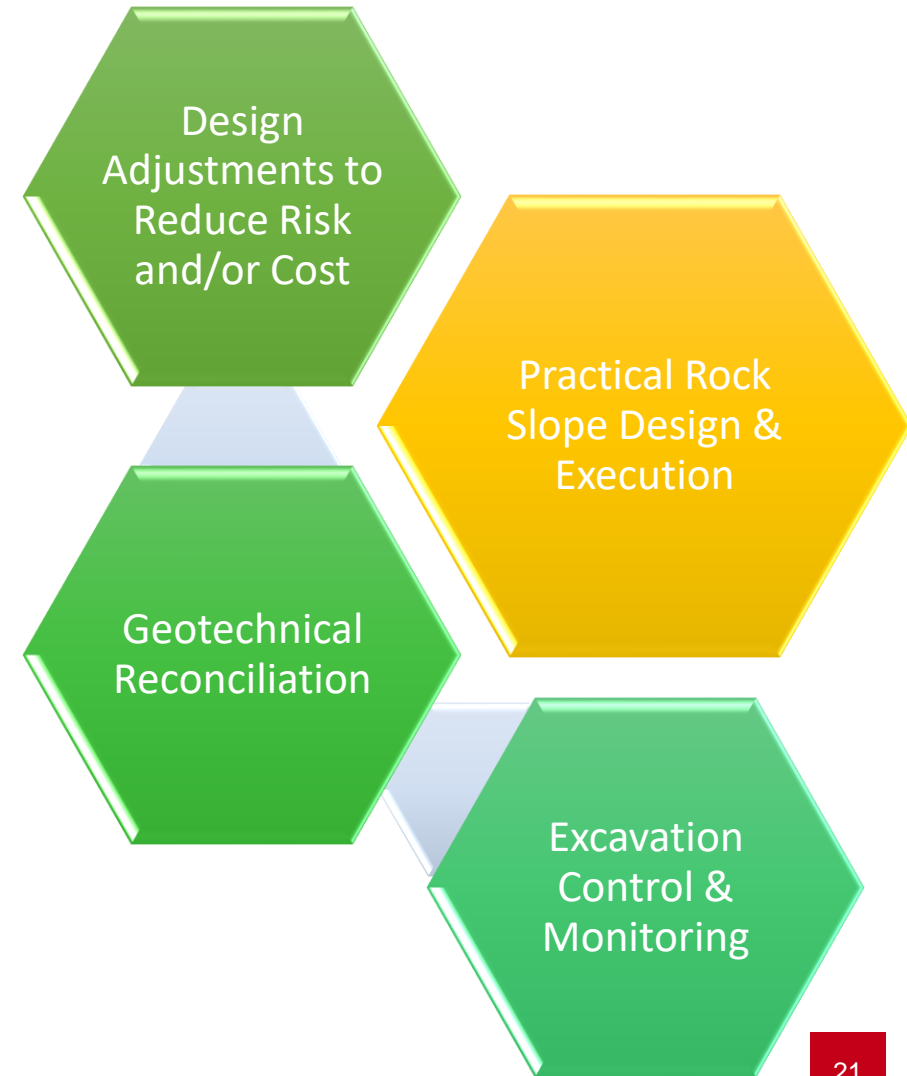 Design
Adjustments to
Reduce Risk
and/or Cost
Practical Rock
Slope Design &
Execution
Geotechnical
Reconciliation
Excavation
Control &
Monitoring
21